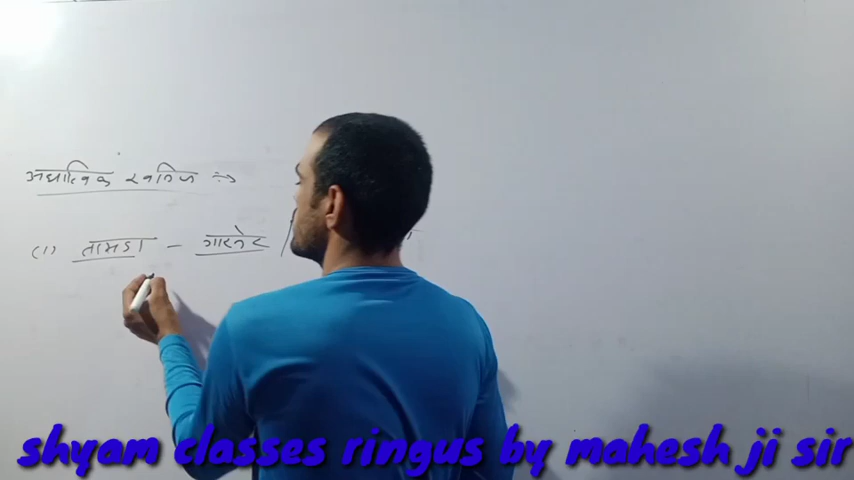 अधात्विक खनिज ⇒
(1) तामड़ा - गारनेट /
shyam classes ringus by mahesh ji sir